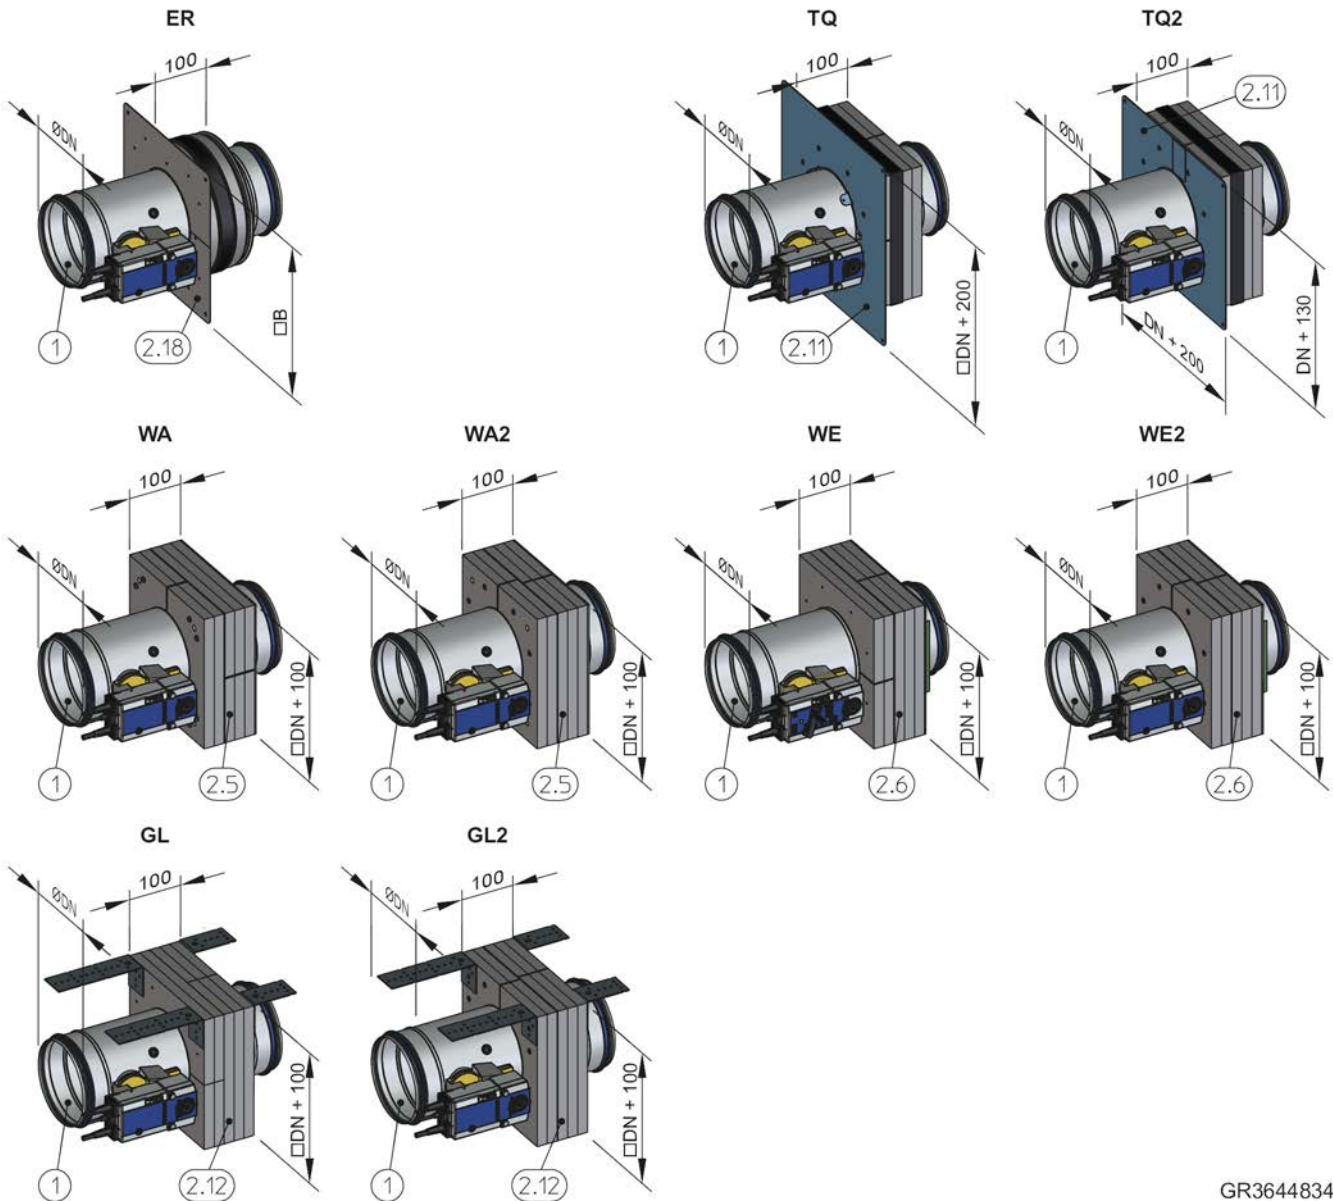 ER
TQ
TQ2
100
ØDN
1
2.18
□B
100
ØDN
1
2.11
□DN + 200
100
2.11
ØDN
1
DN + 200
DN + 130
WA
WA2
WE
WE2
100
ØDN
1
2.5
□DN + 100
100
ØDN
1
2.5
□DN + 100
100
ØDN
1
2.6
□DN + 100
100
ØDN
1
2.6
□DN + 100
GL
GL2
100
ØDN
1
2.12
□DN + 100
100
ØDN
1
2.12
□DN + 100
GR3644834